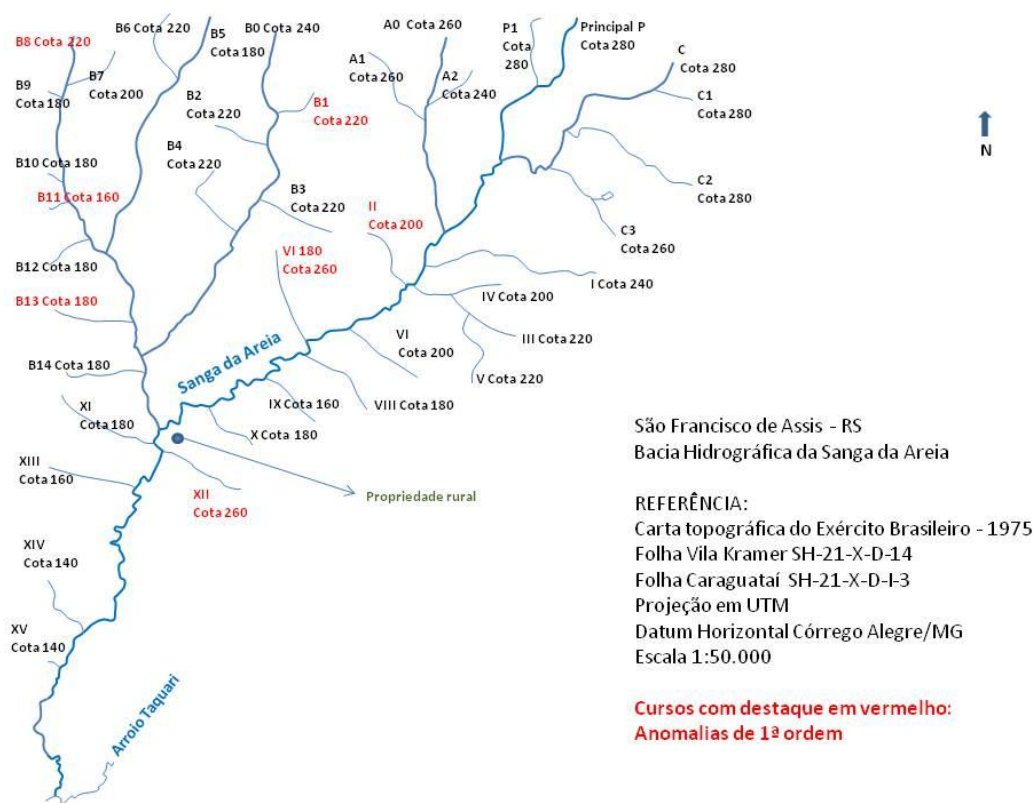 B8 Cota 220
B6 Cota 220
B5
Cota 180
B0 Cota 240
A0 Cota 260
P1
Cota
280
Principal P
Cota 280
B9
Cota 180
B7
Cota 200
B2
Cota 220
B1
Cota 220
A1
Cota 260
A2
Cota 240
C
Cota 280
C1
Cota 280
B4
Cota 220
N
B10 Cota 180
B11 Cota 160
B3
Cota 220
C2
Cota 280
II
Cota 200
C3
Cota 260
VI 180
Cota 260
B12 Cota 180
I Cota 240
B13 Cota 180
IV Cota 200
III Cota 220
VI
Cota 200
V Cota 220
Sanga da Areia
B14 Cota 180
XI
Cota 180
IX Cota 160
VIII Cota 180
X Cota 180
XIII
Cota 160
XII
Cota 260
Propriedade rural
XIV
Cota 140
XV
Cota 140
Arroio Taquari
São Francisco de Assis - RS
Bacia Hidrográfica da Sanga da Areia
REFERÊNCIA:
Carta topográfica do Exército Brasileiro - 1975
Folha Vila Kramer SH-21-X-D-14
Folha Caraguataí SH-21-X-D-I-3
Projeção em UTM
Datum Horizontal Córrego Alegre/MG
Escala 1:50.000
Cursos com destaque em vermelho:
Anomalias de 1ª ordem